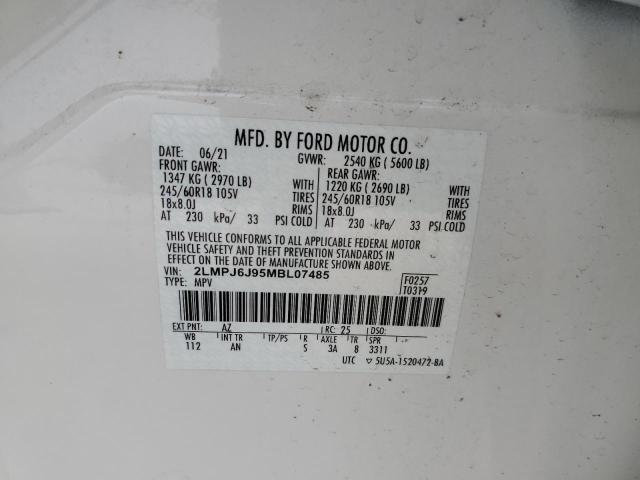 MFD. BY FORD MOTOR CO.
DATE: 06/21 GVWR: 2540 KG ( 5600 LB)
FRONT GAWR: REAR GAWR:
1347 KG ( 2970 LB) WITH 1220 KG ( 2690 LB) WITH
245/60R18 105V TIRES 245/60R18 105V TIRES
18x8.0J RIMS 18x8.0J RIMS
AT 230 kPa/ 33 PSI COLD AT 230 kPa/ 33 PSI COLD
THIS VEHICLE CONFORMS TO ALL APPLICABLE FEDERAL MOTOR
VEHICLE SAFETY AND THEFT PREVENTION STANDARDS IN
EFFECT ON THE DATE OF MANUFACTURE SHOWN ABOVE.
VIN: 2LMPJ6J95MBL07485 F0257
TYPE: MPV T0319
EXT PNT: AZ RC: 25 DSO:
WB INT TR TP/PS R AXLE TR SPR
112 AN 5 3A 8 3311
UTC ▽ 5U5A-1520472-BA